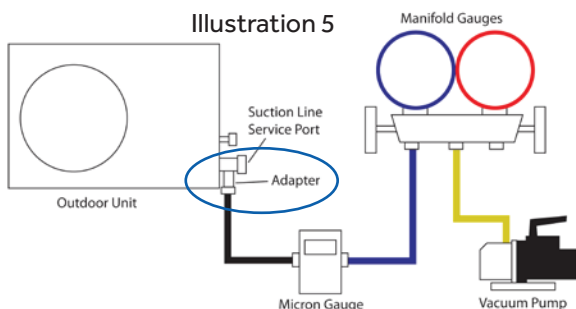 Illustration 5
Manifold Gauges
Suction Line
Service Port
Adapter
Outdoor Unit
Micron Gauge
Vacuum Pump